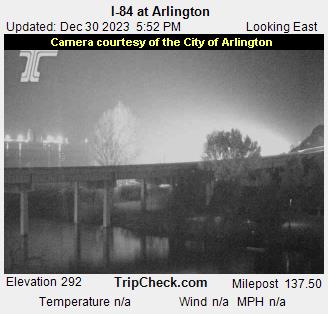 I-84 at Arlington
Updated: Dec 30 2023 5:52 PM Looking East
Camera courtesy of the City of Arlington
Elevation 292 TripCheck.com Milepost 137.50
Temperature n/a Wind n/a MPH n/a